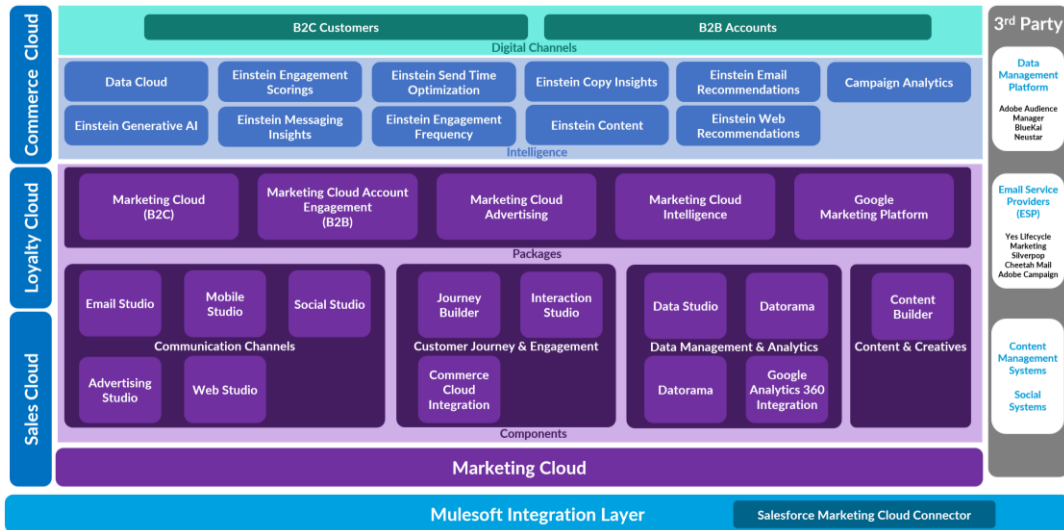 Commerce Cloud
Loyalty Cloud
Sales Cloud
B2C Customers
B2B Accounts
Digital Channels
Data Cloud
Einstein Engagement
Scorings
Einstein Send Time
Optimization
Einstein Copy Insights
Einstein Email
Recommendations
Campaign Analytics
Einstein Generative AI
Einstein Messaging
Insights
Einstein Engagement
Frequency
Einstein Content
Einstein Web
Recommendations
Intelligence
Marketing Cloud
(B2C)
Marketing Cloud Account
Engagement
(B2B)
Marketing Cloud
Advertising
Marketing Cloud
Intelligence
Google
Marketing Platform
Packages
Email Studio
Mobile
Studio
Social Studio
Communication Channels
Advertising
Studio
Web Studio
Journey
Builder
Interaction
Studio
Customer Journey & Engagement
Commerce
Cloud
Integration
Data Studio
Datorama
Data Management & Analytics
Datorama
Google
Analytics 360
Integration
Content
Builder
Content & Creatives
Components
Marketing Cloud
Mulesoft Integration Layer
Salesforce Marketing Cloud Connector
3rd Party
Data
Management
Platform
Adobe Audience
Manager
BlueKai
Neustar
Email Service
Providers
(ESP)
Yes Lifecycle
Marketing
Silverpop
Cheetah Mail
Adobe Campaign
Content
Management
Systems
Social
Systems